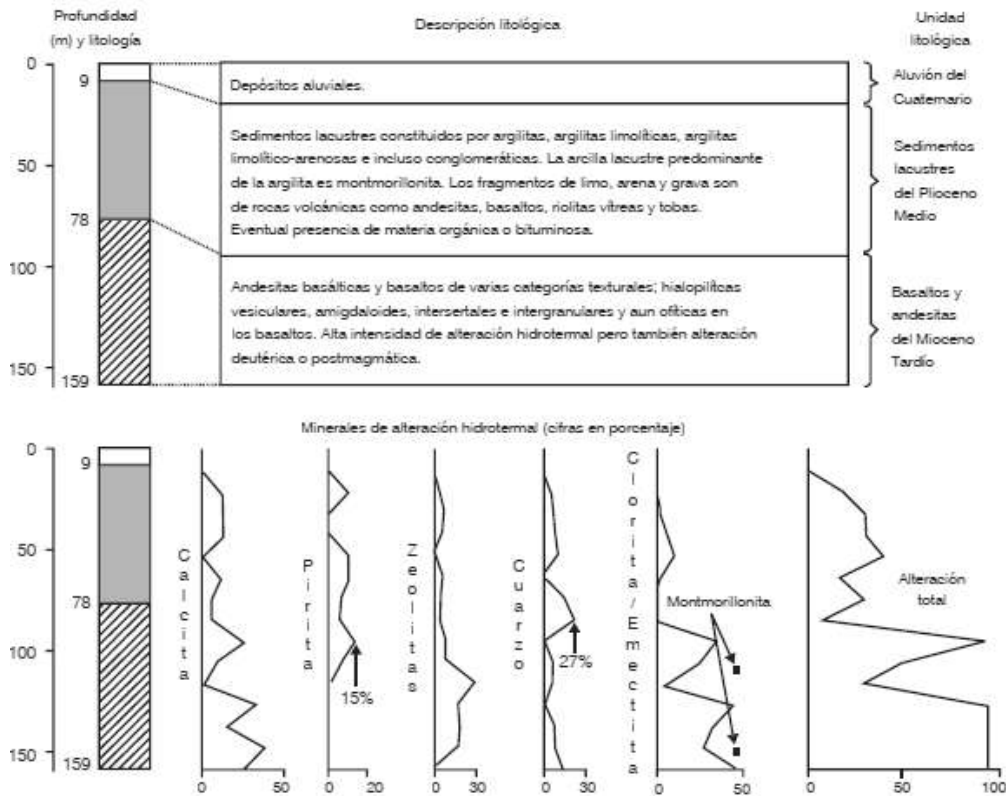 Profundidad
(m) y litología
Descripción litológica
Unidad
litológica
0
9
50
78
100
150
159
Depósitos aluviales.
Aluvión del
Cuaternario
Sedimentos lacustres constituidos por argilitas, argilitas limolíticas, argilitas
limolítico-arenosas e incluso conglomeráticas. La arcilla lacustre predominante
de la argilita es montmorillonita. Los fragmentos de limo, arena y grava son
de rocas volcánicas como andesitas, basaltos, riolitas vítreas y tobas.
Eventual presencia de materia orgánica o bituminosa.
Sedimentos
lacustres
del Plioceno
Medio
Andesitas basálticas y basaltos de varias categorías texturales; hialopilítcas
vesiculares, amigdaloides, intersertales e intergranulares y aun ofíticas en
los basaltos. Alta intensidad de alteración hidrotermal pero también alteración
deutérica o postmagmática.
Basaltos y
andesitas
del Mioceno
Tardío
Minerales de alteración hidrotermal (cifras en porcentaje)
0
9
50
78
100
150
159
Calcita
0 50
Pirita
15%
0 20
Zeolitas
0 30
Cuarzo
27%
0 30
Clorita/Emectita
Montmorillonita
0 50
Alteración
total
0 50 100